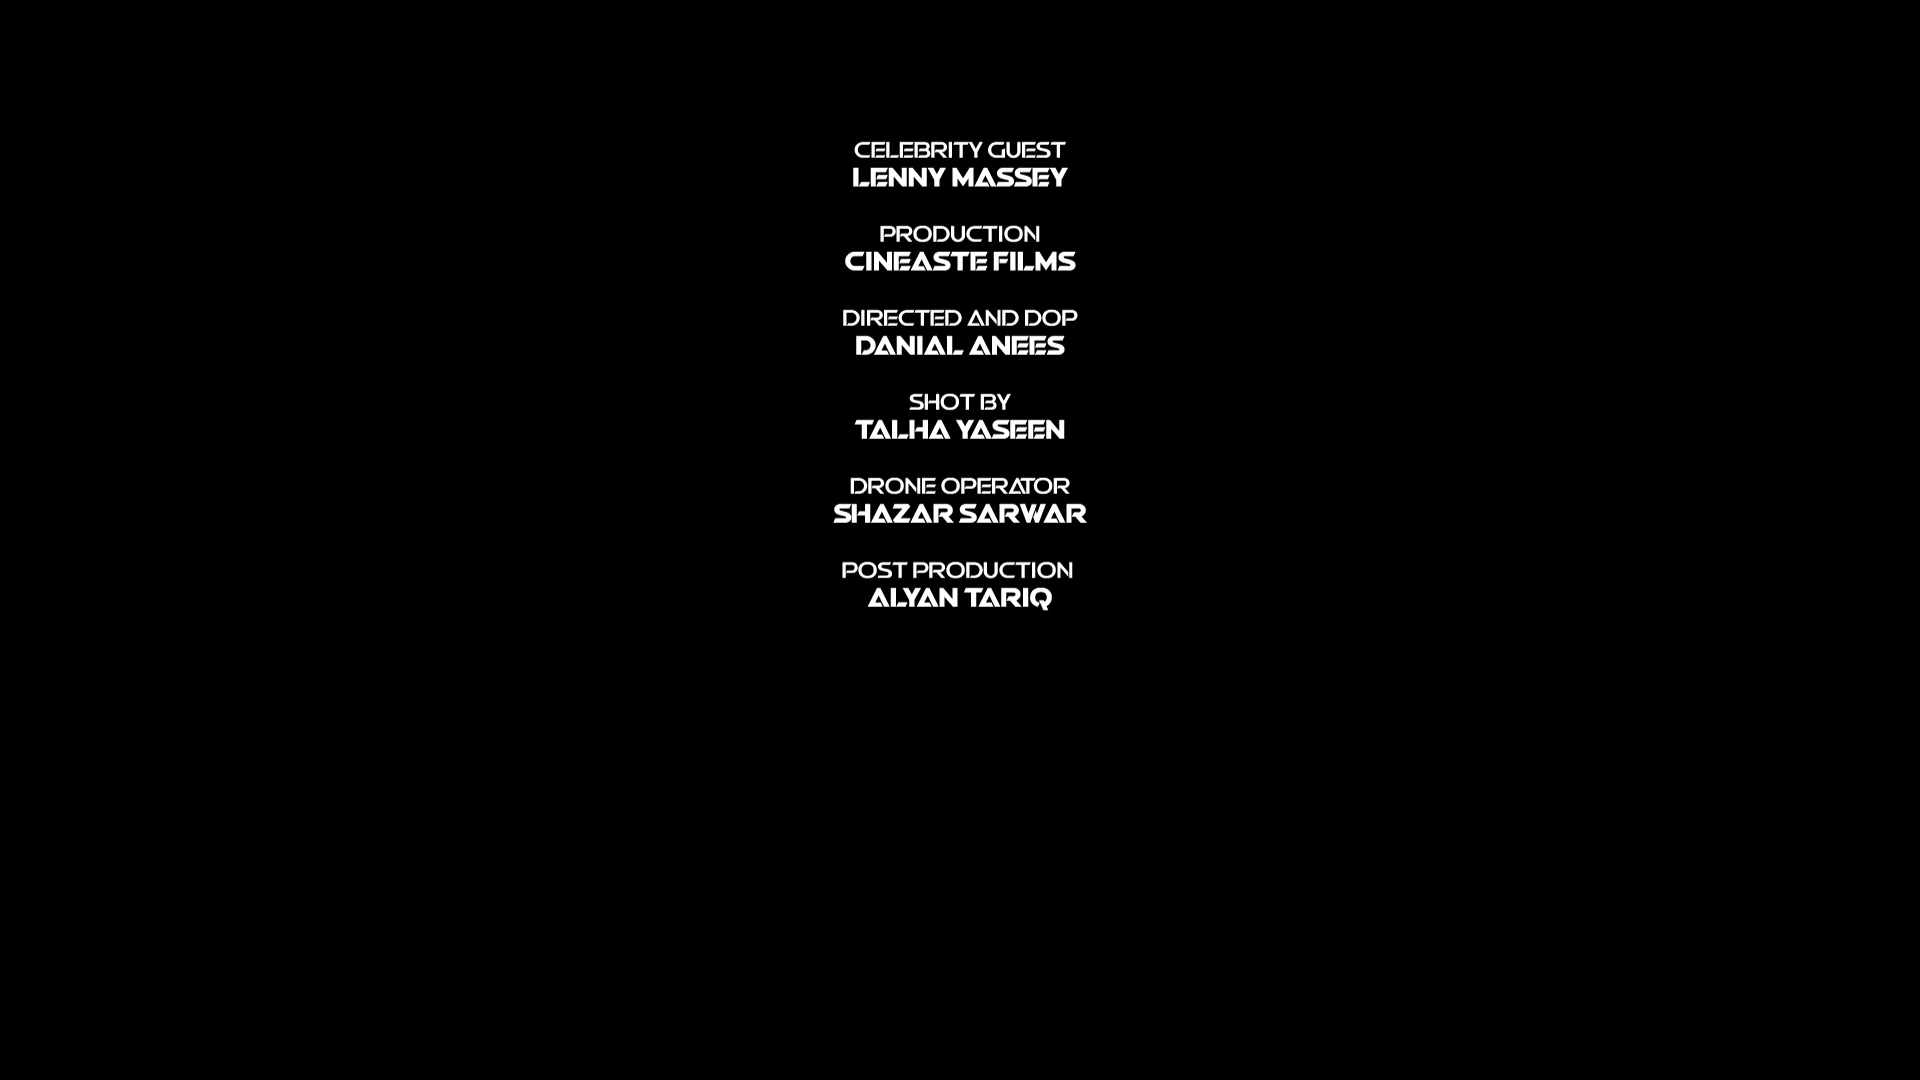 CELEBRITY GUEST
LENNY MASSEY
PRODUCTION
CINEASTE FILMS
DIRECTED AND DOP
DANIAL ANEES
SHOT BY
TALHA YASEEN
DRONE OPERATOR
SHAZAR SARWAR
POST PRODUCTION
ALYAN TARIQ